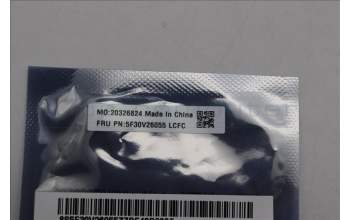 MO:20326824 Made In China
FRU PN:5F30V26055 LCFC